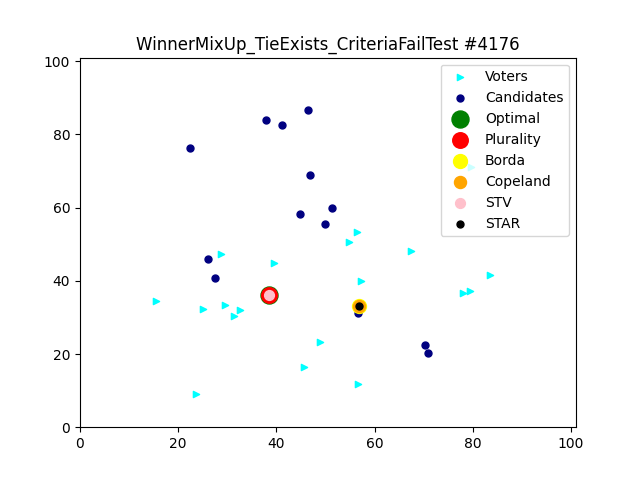 WinnerMixUp_TieExists_CriteriaFailTest #4176
100
80
60
40
20
0
0 20 40 60 80 100
Voters
Candidates
Optimal
Plurality
Borda
Copeland
STV
STAR